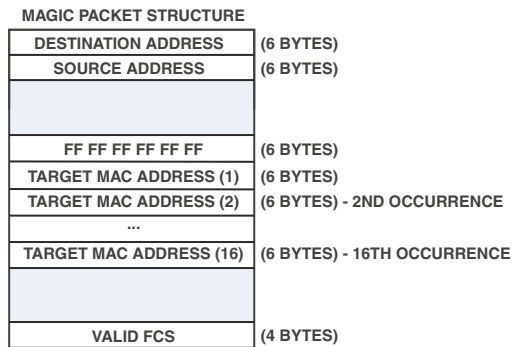 MAGIC PACKET STRUCTURE
DESTINATION ADDRESS (6 BYTES)
SOURCE ADDRESS (6 BYTES)
FF FF FF FF FF FF (6 BYTES)
TARGET MAC ADDRESS (1) (6 BYTES)
TARGET MAC ADDRESS (2) (6 BYTES) - 2ND OCCURRENCE
...
TARGET MAC ADDRESS (16) (6 BYTES) - 16TH OCCURRENCE
VALID FCS (4 BYTES)